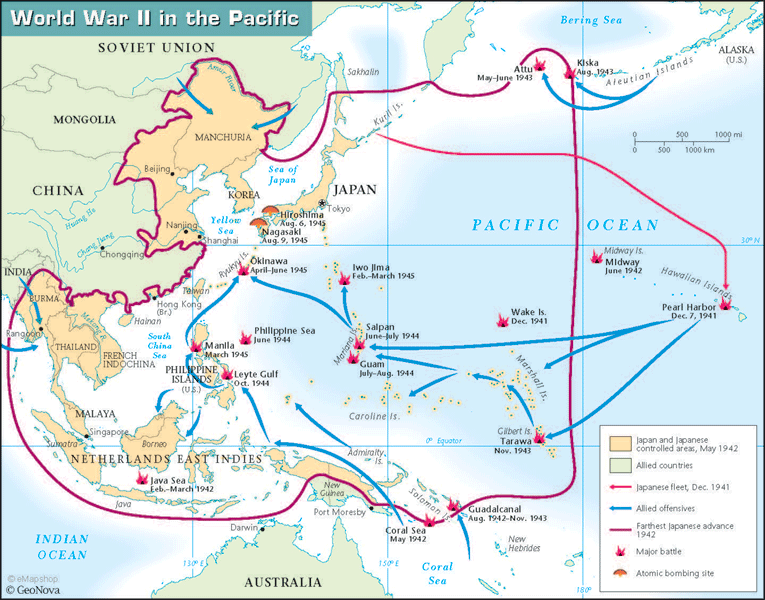 World War II in the Pacific
Bering Sea
ALASKA
(U.S.)
SOVIET UNION
Sakhalin
Attu
May–June 1943
Kiska
Aug. 1943
Aleutian Islands
Amur River
MONGOLIA
MANCHURIA
Kuril Is.
1000 mi
0 500
0 500 1000 km
Beijing
Sea of
Japan
CHINA
KOREA
JAPAN
Tokyo
Huang He
Yellow
Sea
Hiroshima
Aug. 6, 1945
Nagasaki
Aug. 9, 1945
PACIFIC OCEAN
Nanjing
Shanghai
Chang Jiang
Chongqing
30°N
Midway Is.
Midway
June 1942
Okinawa
April–June 1945
Iwo Jima
Feb.–March 1945
Ryukyu Is.
Hawaiian Islands
INDIA
BURMA
Taiwan
Hong Kong
(Br.)
Hainan
Pearl Harbor
Dec. 7, 1941
Wake Is.
Dec. 1941
Rangoon
Mekong R.
THAILAND
FRENCH
INDOCHINA
South
China
Sea
Philippine Sea
June 1944
Saipan
June–July 1944
Mariana Is.
Manila
March 1945
Guam
July–Aug. 1944
PHILIPPINE
ISLANDS
(U.S.)
Leyte Gulf
Oct. 1944
Marshall Is.
Caroline Is.
MALAYA
Singapore
Sumatra
Borneo
0° Equator
Gilbert Is.
Tarawa
Nov. 1943
NETHERLANDS EAST INDIES
Admiralty
Is.
Java Sea
Feb.–March 1942
Java
New
Guinea
Port Moresby
Solomon Is.
Guadalcanal
Aug. 1942–Nov. 1943
Darwin
Coral Sea
May 1942
New
Hebrides
INDIAN
OCEAN
130°E
150°E
180°
Coral
Sea
AUSTRALIA
Japan and Japanese
controlled areas, May 1942
Allied countries
Japanese fleet, Dec. 1941
Allied offensives
Farthest Japanese advance
1942
Major battle
Atomic bombing site
© eMapshop
© GeoNova